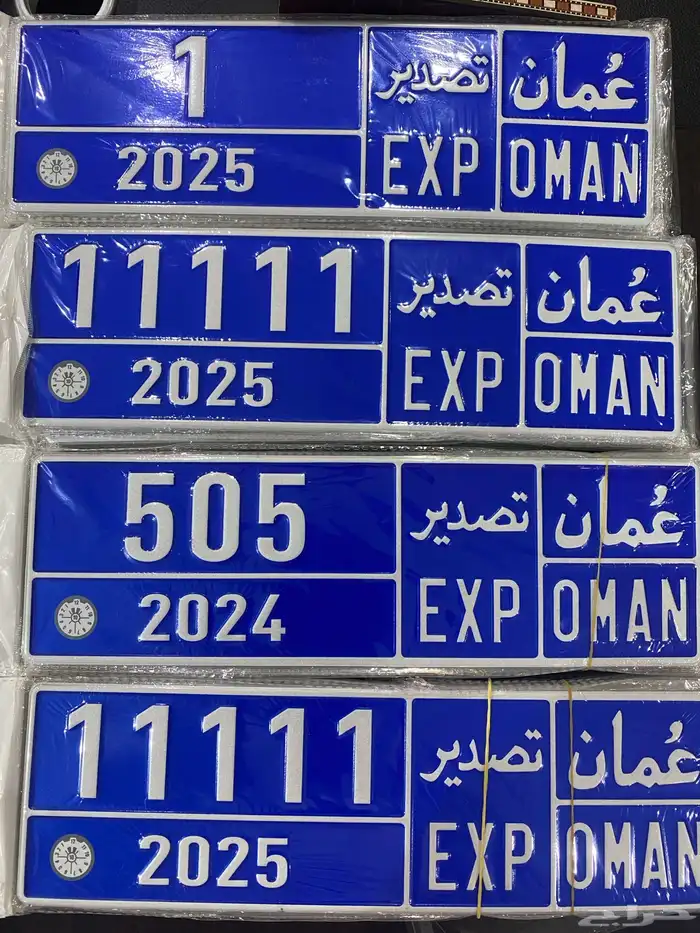 1 تصدير عُمان
2025 EXP OMAN
11111 تصدير عُمان
2025 EXP OMAN
505 تصدير عُمان
2024 EXP OMAN
11111 تصدير عُمان
2025 EXP OMAN
حراج